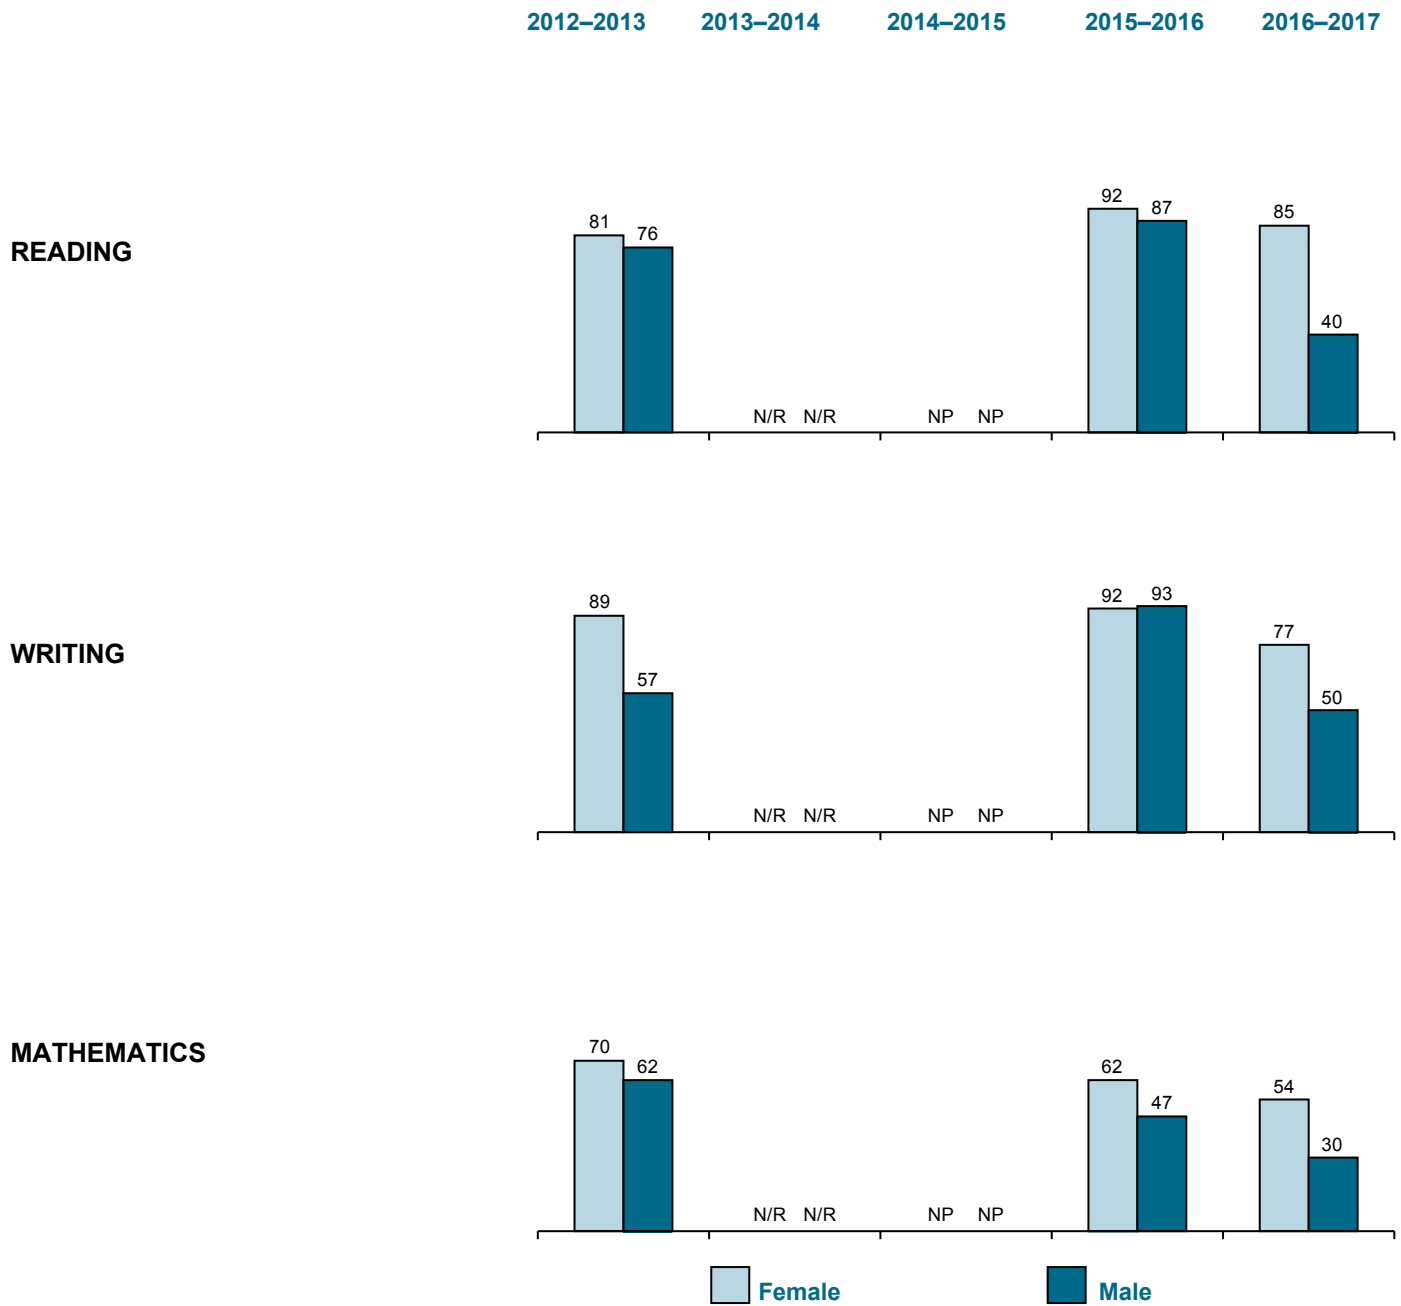 2012–2013 2013–2014 2014–2015 2015–2016 2016–2017
READING
81 76 N/R N/R NP NP 92 87 85 40
WRITING
89 57 N/R N/R NP NP 92 93 77 50
MATHEMATICS
70 62 N/R N/R NP NP 62 47 54 30
Female Male